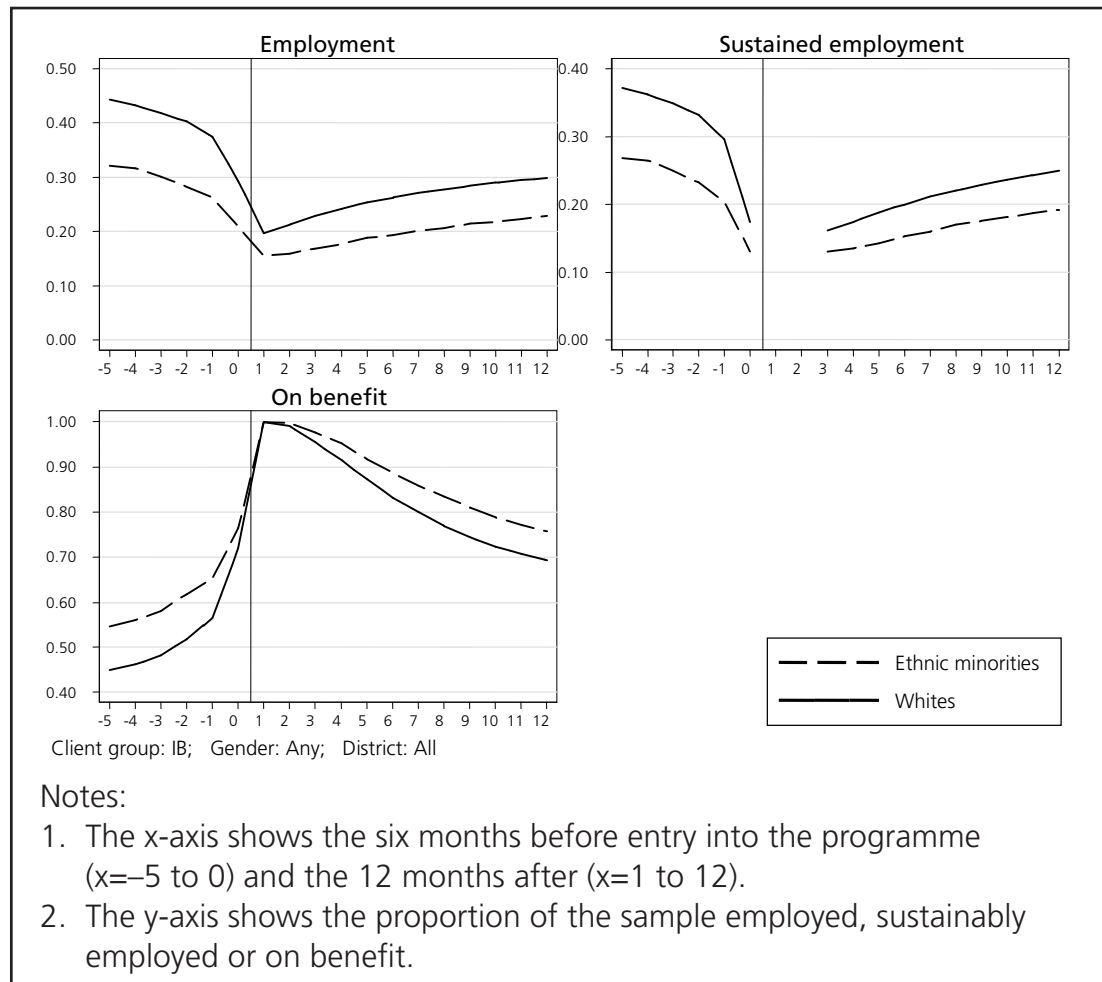 Employment
0.50
0.40
0.30
0.20
0.10
0.00
-5 -4 -3 -2 -1 0 1 2 3 4 5 6 7 8 9 10 11 12
Sustained employment
0.40
0.30
0.20
0.10
0.00
-5 -4 -3 -2 -1 0 1 2 3 4 5 6 7 8 9 10 11 12
On benefit
1.00
0.90
0.80
0.70
0.60
0.50
0.40
-5 -4 -3 -2 -1 0 1 2 3 4 5 6 7 8 9 10 11 12
Ethnic minorities
Whites
Client group: IB; Gender: Any; District: All
Notes:
1. The x-axis shows the six months before entry into the programme
(x=–5 to 0) and the 12 months after (x=1 to 12).
2. The y-axis shows the proportion of the sample employed, sustainably
employed or on benefit.